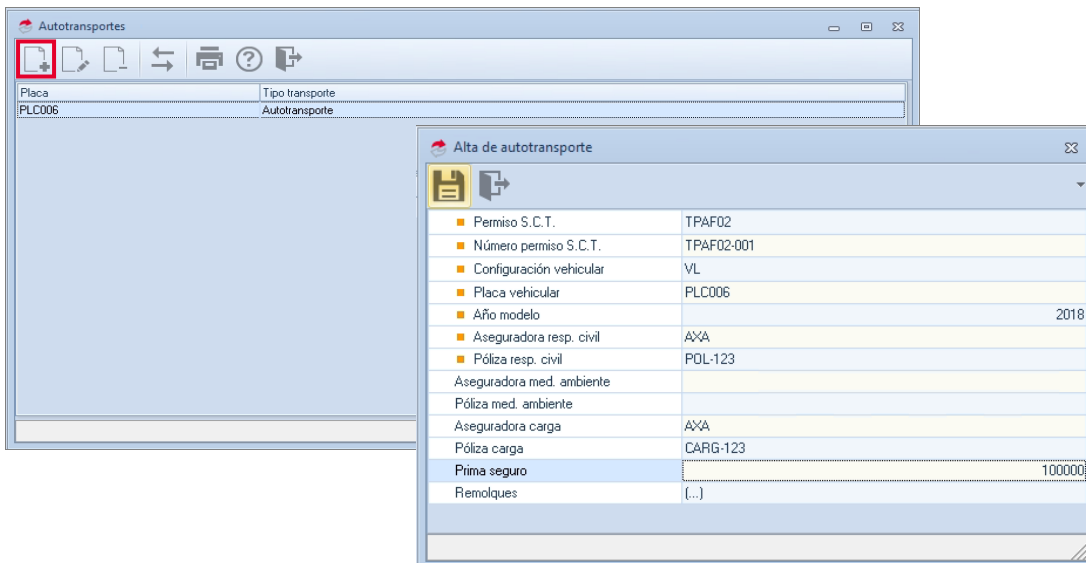 Autotransportes
Placa Tipo transporte
PLC006 Autotransporte
Alta de autotransporte
Permiso S.C.T. TPAF02
Número permiso S.C.T. TPAF02-001
Configuración vehicular VL
Placa vehicular PLC006
Año modelo 2018
Aseguradora resp. civil AXA
Póliza resp. civil POL-123
Aseguradora med. ambiente
Póliza med. ambiente
Aseguradora carga AXA
Póliza carga CARG-123
Prima seguro 100000
Remolques (...)